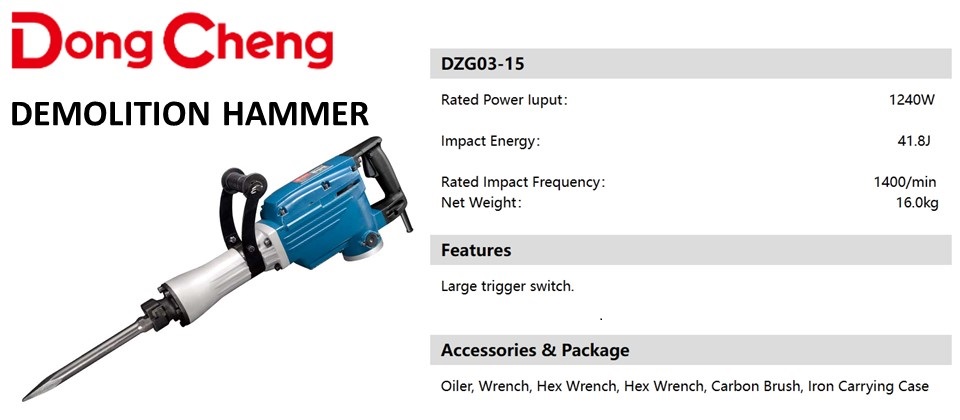 Dong Cheng
DEMOLITION HAMMER
DZG03-15
Rated Power Iuput: 1240W
Impact Energy: 41.8J
Rated Impact Frequency: 1400/min
Net Weight: 16.0kg
Features
Large trigger switch.
.
Accessories & Package
Oiler, Wrench, Hex Wrench, Hex Wrench, Carbon Brush, Iron Carrying Case